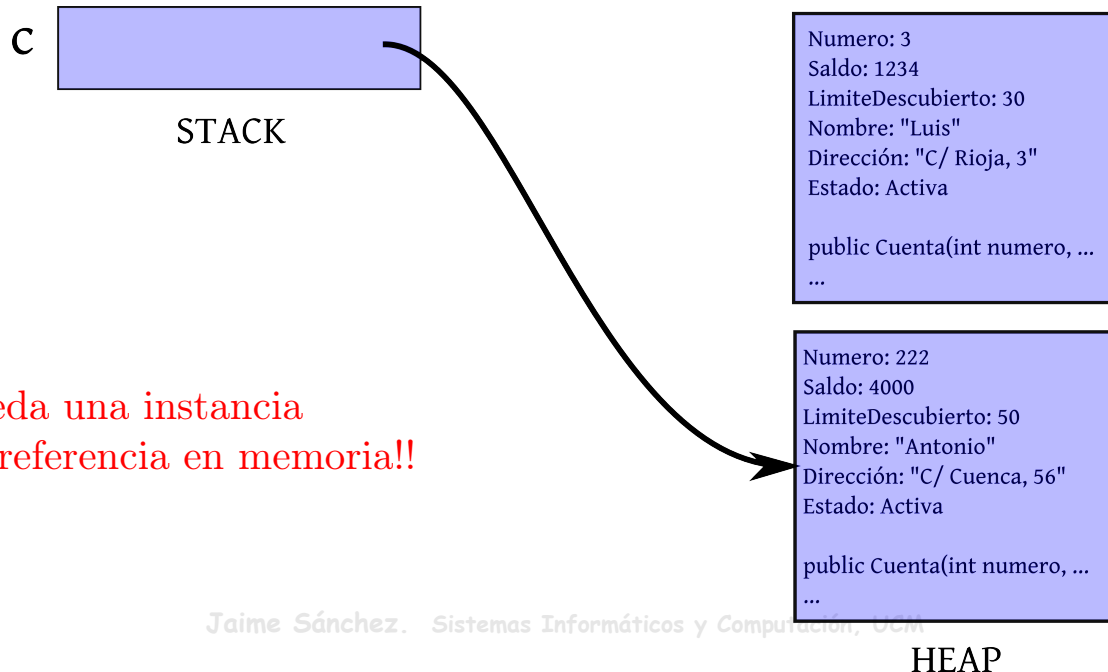 c
STACK
Numero: 3
Saldo: 1234
LimiteDescubierto: 30
Nombre: "Luis"
Dirección: "C/ Rioja, 3"
Estado: Activa
public Cuenta(int numero, ...
...
eda una instancia
referencia en memoria!!
Numero: 222
Saldo: 4000
LimiteDescubierto: 50
Nombre: "Antonio"
Dirección: "C/ Cuenca, 56"
Estado: Activa
public Cuenta(int numero, ...
...
Jaime Sánchez. Sistemas Informáticos y Computación, UCM
HEAP